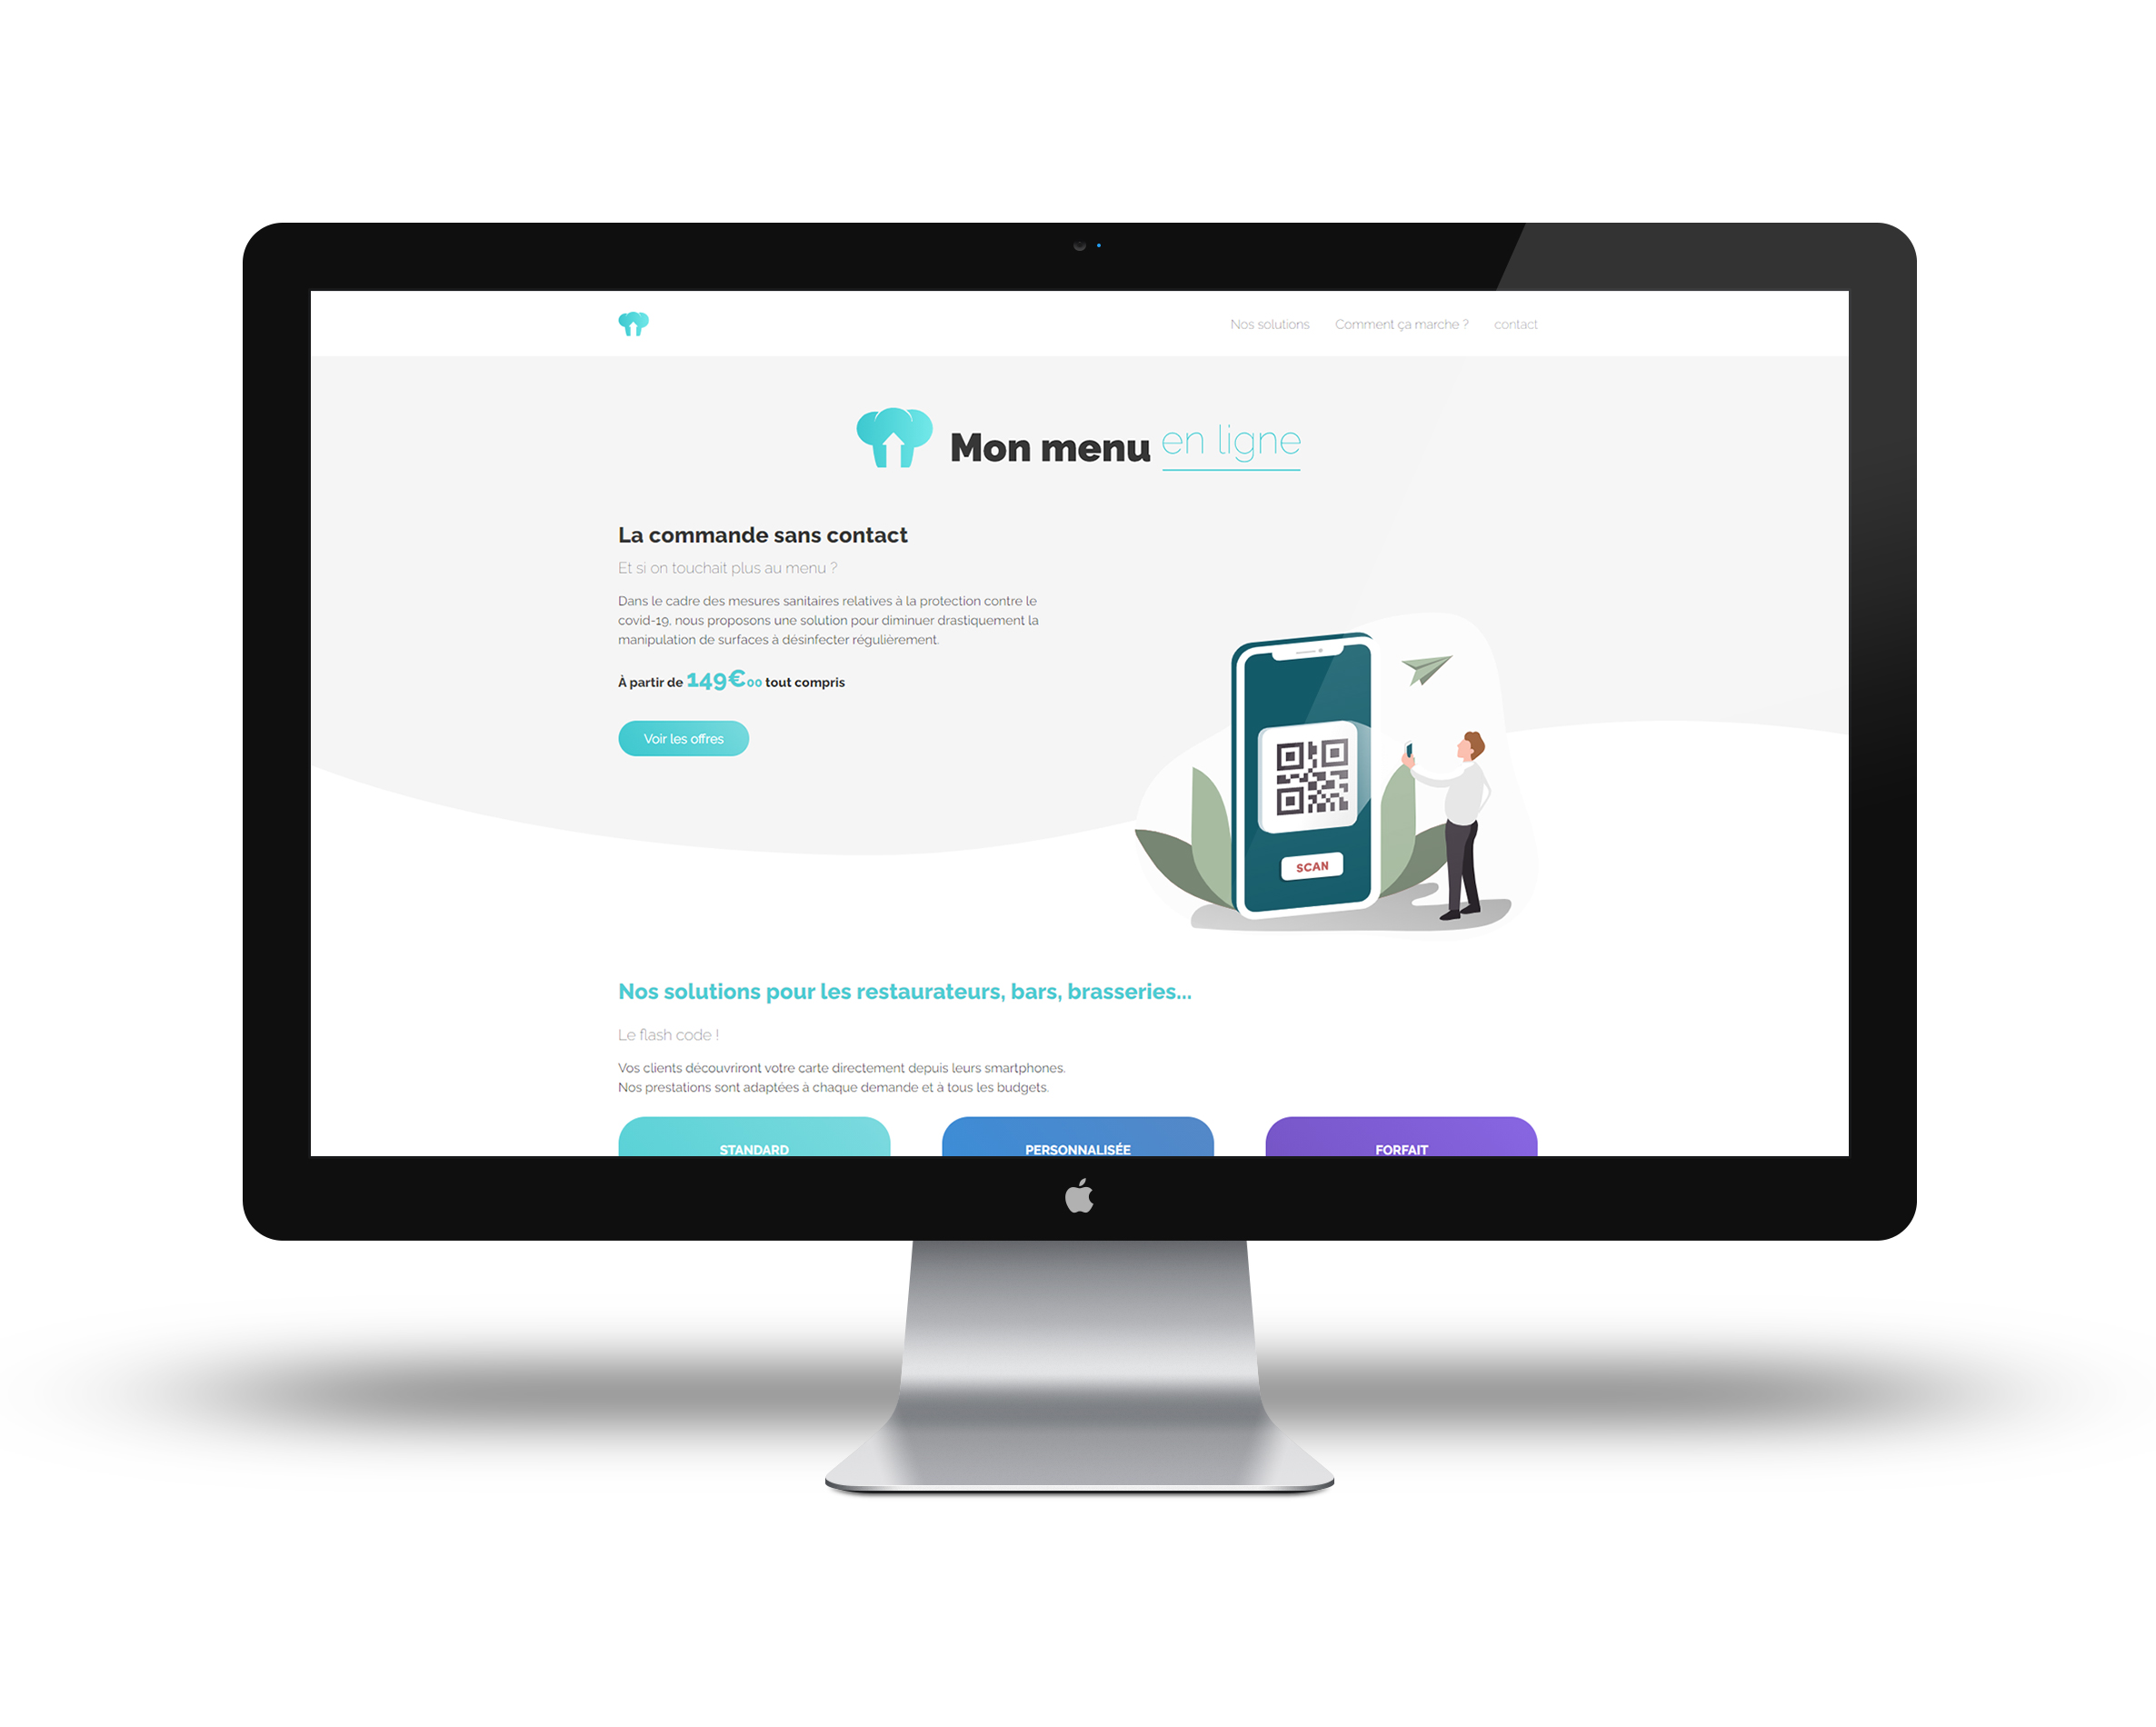 Nos solutions Comment ça marche ? contact
Mon menu en ligne
La commande sans contact
Et si on touchait plus au menu ?
Dans le cadre des mesures sanitaires relatives à la protection contre le
covid-19, nous proposons une solution pour diminuer drastiquement la
manipulation de surfaces à désinfecter régulièrement.
À partir de 149€00 tout compris
Voir les offres
SCAN
Nos solutions pour les restaurateurs, bars, brasseries...
Le flash code !
Vos clients découvriront votre carte directement depuis leurs smartphones.
Nos prestations sont adaptées à chaque demande et à tous les budgets.
STANDARD PERSONNALISÉE FORFAIT